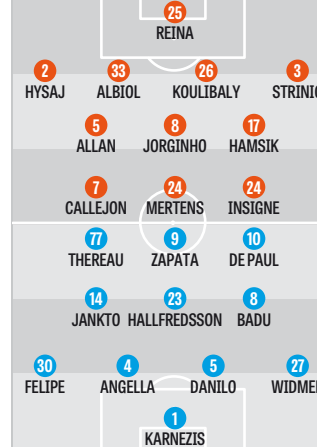 25
REINA
2 33 26 3
HYSAJ ALBIOL KOULIBALY STRINIC
5 8 17
ALLAN JORGINHO HAMSIK
7 24 24
CALLEJON MERTENS INSIGNE
77 9 10
THEREAU ZAPATA DE PAUL
14 23 8
JANKTO HALLFREDSSON BADU
30 4 5 27
FELIPE ANGELLA DANILO WIDMER
1
KARNEZIS